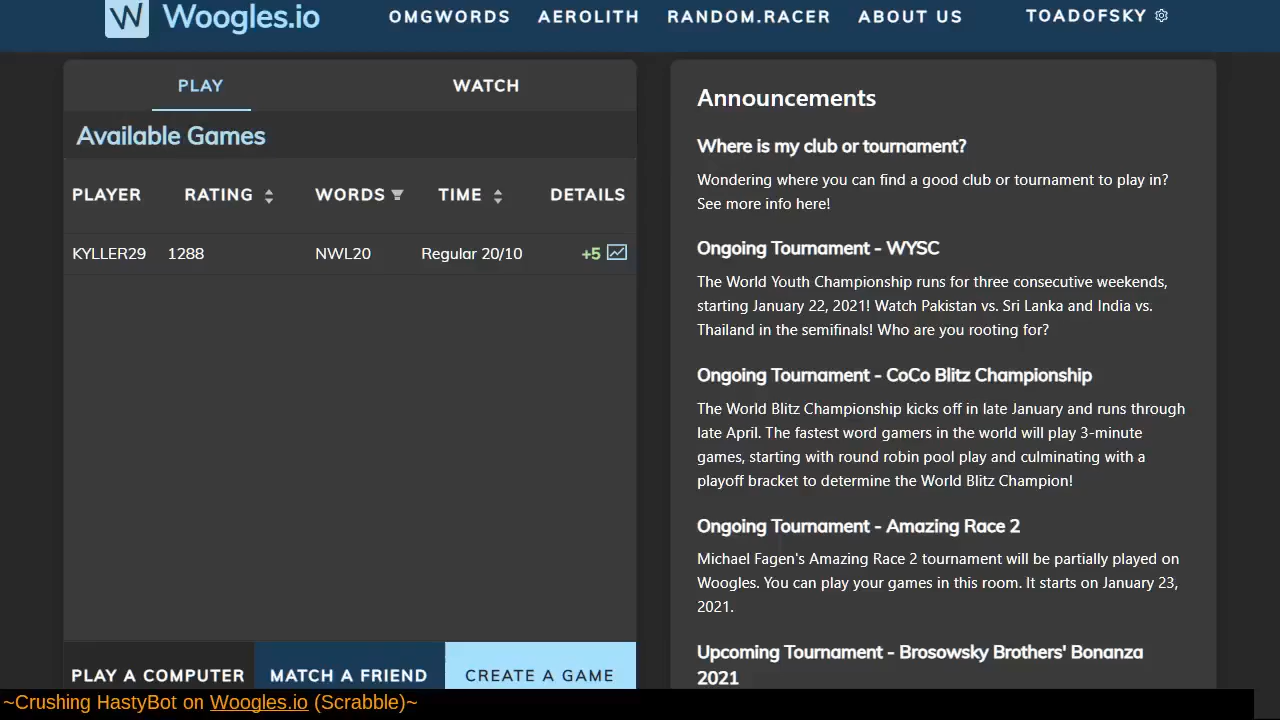 W Woogles.io OMGWORDS AEROLITH RANDOM.RACER ABOUT US TOADOFSKY
PLAY WATCH
Available Games
PLAYER RATING WORDS TIME DETAILS
KYLLER29 1288 NWL20 Regular 20/10 +5
PLAY A COMPUTER MATCH A FRIEND CREATE A GAME
Announcements
Where is my club or tournament?
Wondering where you can find a good club or tournament to play in?
See more info here!
Ongoing Tournament - WYSC
The World Youth Championship runs for three consecutive weekends,
starting January 22, 2021! Watch Pakistan vs. Sri Lanka and India vs.
Thailand in the semifinals! Who are you rooting for?
Ongoing Tournament - CoCo Blitz Championship
The World Blitz Championship kicks off in late January and runs through
late April. The fastest word gamers in the world will play 3-minute
games, starting with round robin pool play and culminating with a
playoff bracket to determine the World Blitz Champion!
Ongoing Tournament - Amazing Race 2
Michael Fagen's Amazing Race 2 tournament will be partially played on
Woogles. You can play your games in this room. It starts on January 23,
2021.
Upcoming Tournament - Brosowsky Brothers' Bonanza
2021
~Crushing HastyBot on Woogles.io (Scrabble)~